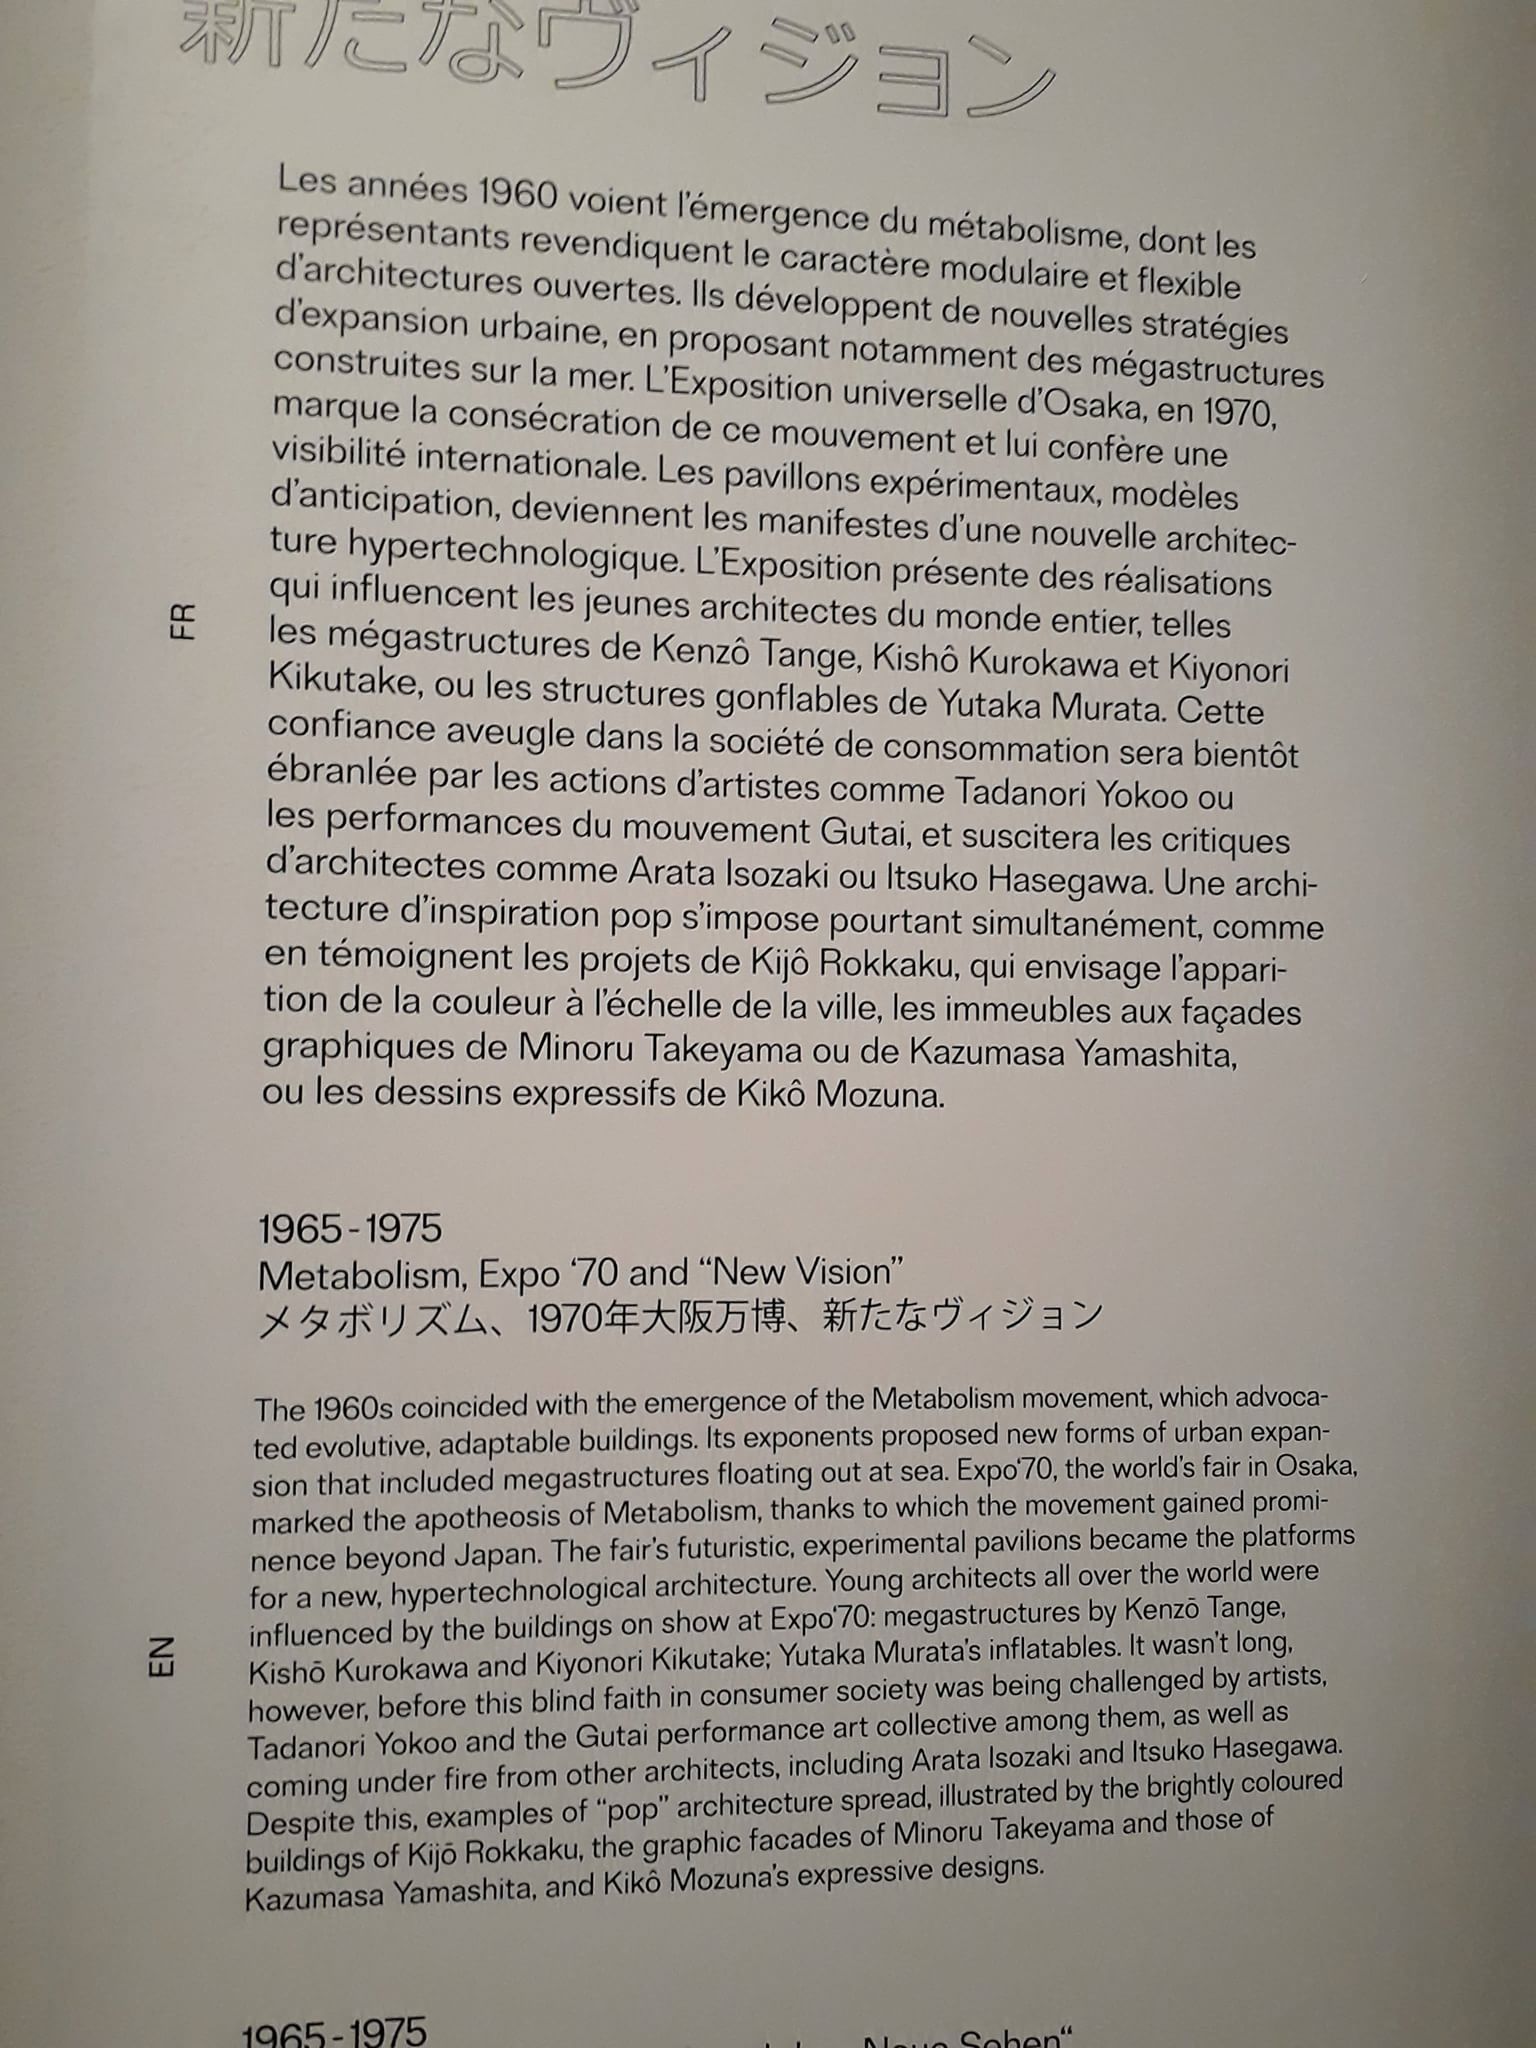 新たなヴィジョン
Les années 1960 voient l’émergence du métabolisme, dont les
représentants revendiquent le caractère modulaire et flexible
d’architectures ouvertes. Ils développent de nouvelles stratégies
d’expansion urbaine, en proposant notamment des mégastructures
construites sur la mer. L’Exposition universelle d’Osaka, en 1970,
marque la consécration de ce mouvement et lui confère une
visibilité internationale. Les pavillons expérimentaux, modèles
d’anticipation, deviennent les manifestes d’une nouvelle architec-
ture hypertechnologique. L’Exposition présente des réalisations
qui influencent les jeunes architectes du monde entier, telles
les mégastructures de Kenzô Tange, Kishô Kurokawa et Kiyonori
Kikutake, ou les structures gonflables de Yutaka Murata. Cette
confiance aveugle dans la société de consommation sera bientôt
ébranlée par les actions d’artistes comme Tadanori Yokoo ou
les performances du mouvement Gutai, et suscitera les critiques
d’architectes comme Arata Isozaki ou Itsuko Hasegawa. Une archi-
tecture d’inspiration pop s’impose pourtant simultanément, comme
en témoignent les projets de Kijô Rokkaku, qui envisage l’appari-
tion de la couleur à l’échelle de la ville, les immeubles aux façades
graphiques de Minoru Takeyama ou de Kazumasa Yamashita,
ou les dessins expressifs de Kikô Mozuna.
FR
1965-1975
Metabolism, Expo ‘70 and “New Vision”
メタボリズム、1970年大阪万博、新たなヴィジョン
The 1960s coincided with the emergence of the Metabolism movement, which advoca-
ted evolutive, adaptable buildings. Its exponents proposed new forms of urban expan-
sion that included megastructures floating out at sea. Expo‘70, the world’s fair in Osaka,
marked the apotheosis of Metabolism, thanks to which the movement gained promi-
nence beyond Japan. The fair’s futuristic, experimental pavilions became the platforms
for a new, hypertechnological architecture. Young architects all over the world were
influenced by the buildings on show at Expo‘70: megastructures by Kenzō Tange,
Kishō Kurokawa and Kiyonori Kikutake; Yutaka Murata’s inflatables. It wasn’t long,
however, before this blind faith in consumer society was being challenged by artists,
Tadanori Yokoo and the Gutai performance art collective among them, as well as
coming under fire from other architects, including Arata Isozaki and Itsuko Hasegawa.
Despite this, examples of “pop” architecture spread, illustrated by the brightly coloured
buildings of Kijō Rokkaku, the graphic facades of Minoru Takeyama and those of
Kazumasa Yamashita, and Kikô Mozuna’s expressive designs.
EN
1965-1975
Neue Sehen“